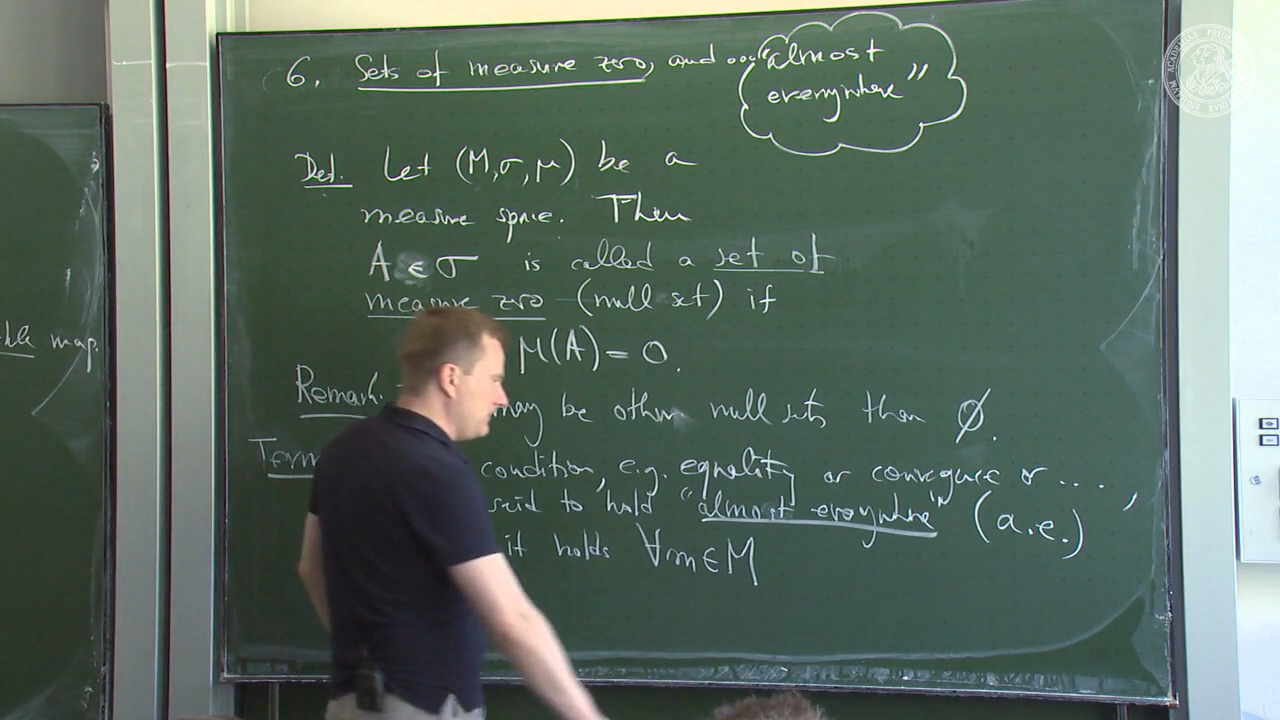 6. Sets of measure zero, and ... "almost
everywhere"
Def. Let (M,σ,μ) be a
measure space. Then
A ∈ σ is called a set of
measure zero (null set) if
μ(A) = 0.
Remark. may be other null sets than ∅.
Term condition, e.g. equality or convergence or ....,
said to hold "almost everywhere" (a.e.)
it holds ∀m∈M
map.